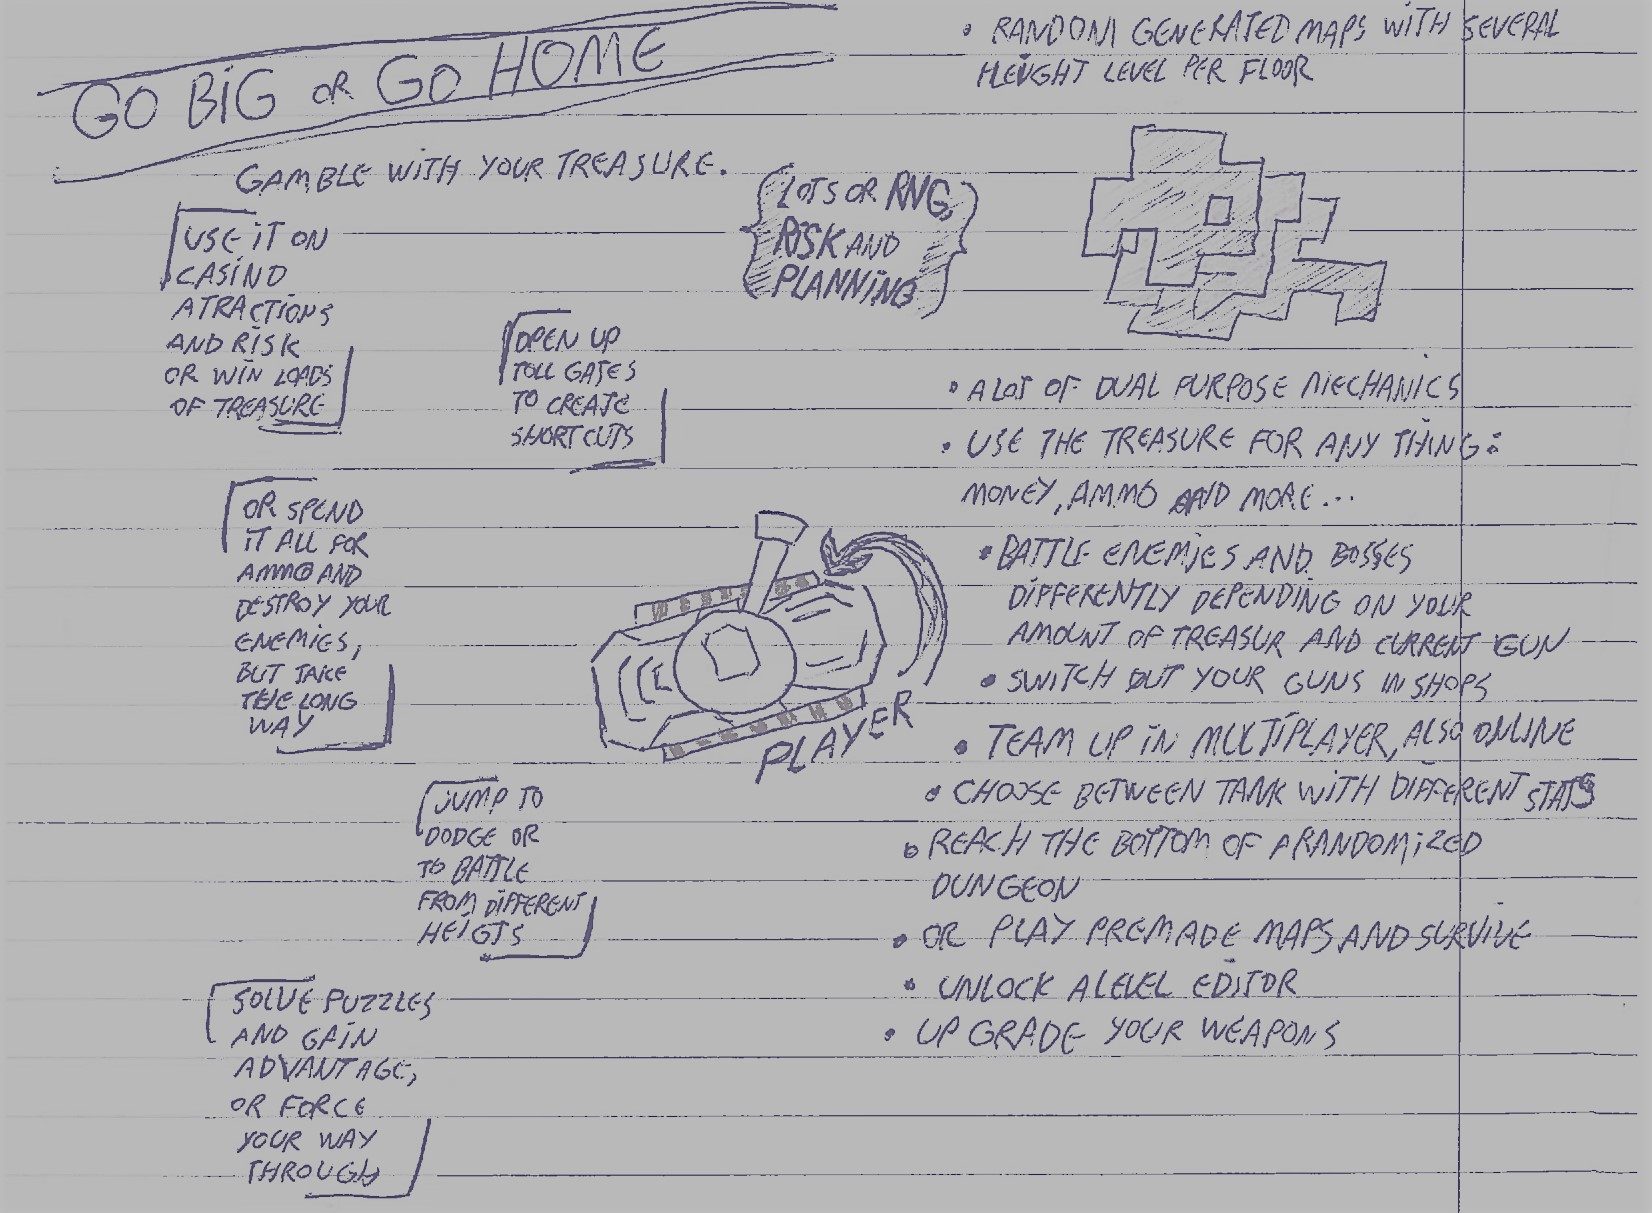 GO BIG OR GO HOME
GAMBLE WITH YOUR TREASURE.
USE IT ON
CASINO
ATRACTIONS
AND RISK
OR WIN LOADS
OF TREASURE
OPEN UP
TOLL GATES
TO CREATE
SHORTCUTS
OR SPEND
IT ALL FOR
AMMO AND
DESTROY YOUR
ENEMIES,
BUT TAKE
THE LONG
WAY
JUMP TO
DODGE OR
TO BATTLE
FROM DIFFERENT
HEIGTS
SOLVE PUZZLES
AND GAIN
ADVANTAGE,
OR FORCE
YOUR WAY
THROUGH
LOTS OR RNG,
RISK AND
PLANNING
PLAYER
• RANDOM GENERATED MAPS WITH SEVERAL
HEIGHT LEVEL PER FLOOR
• A LOT OF DUAL PURPOSE MECHANICS
• USE THE TREASURE FOR ANY THING:
MONEY, AMMO AND MORE...
• BATTLE ENEMIES AND BOSSES
DIFFERENTLY DEPENDING ON YOUR
AMOUNT OF TREASUR AND CURRENT GUN
• SWITCH OUT YOUR GUNS IN SHOPS
• TEAM UP IN MULTIPLAYER, ALSO ONLINE
• CHOOSE BETWEEN TANK WITH DIFFERENT STATS
• REACH THE BOTTOM OF A RANDOMIZED
DUNGEON
• OR PLAY PREMADE MAPS AND SURVIVE
• UNLOCK A LEVEL EDITOR
• UPGRADE YOUR WEAPONS